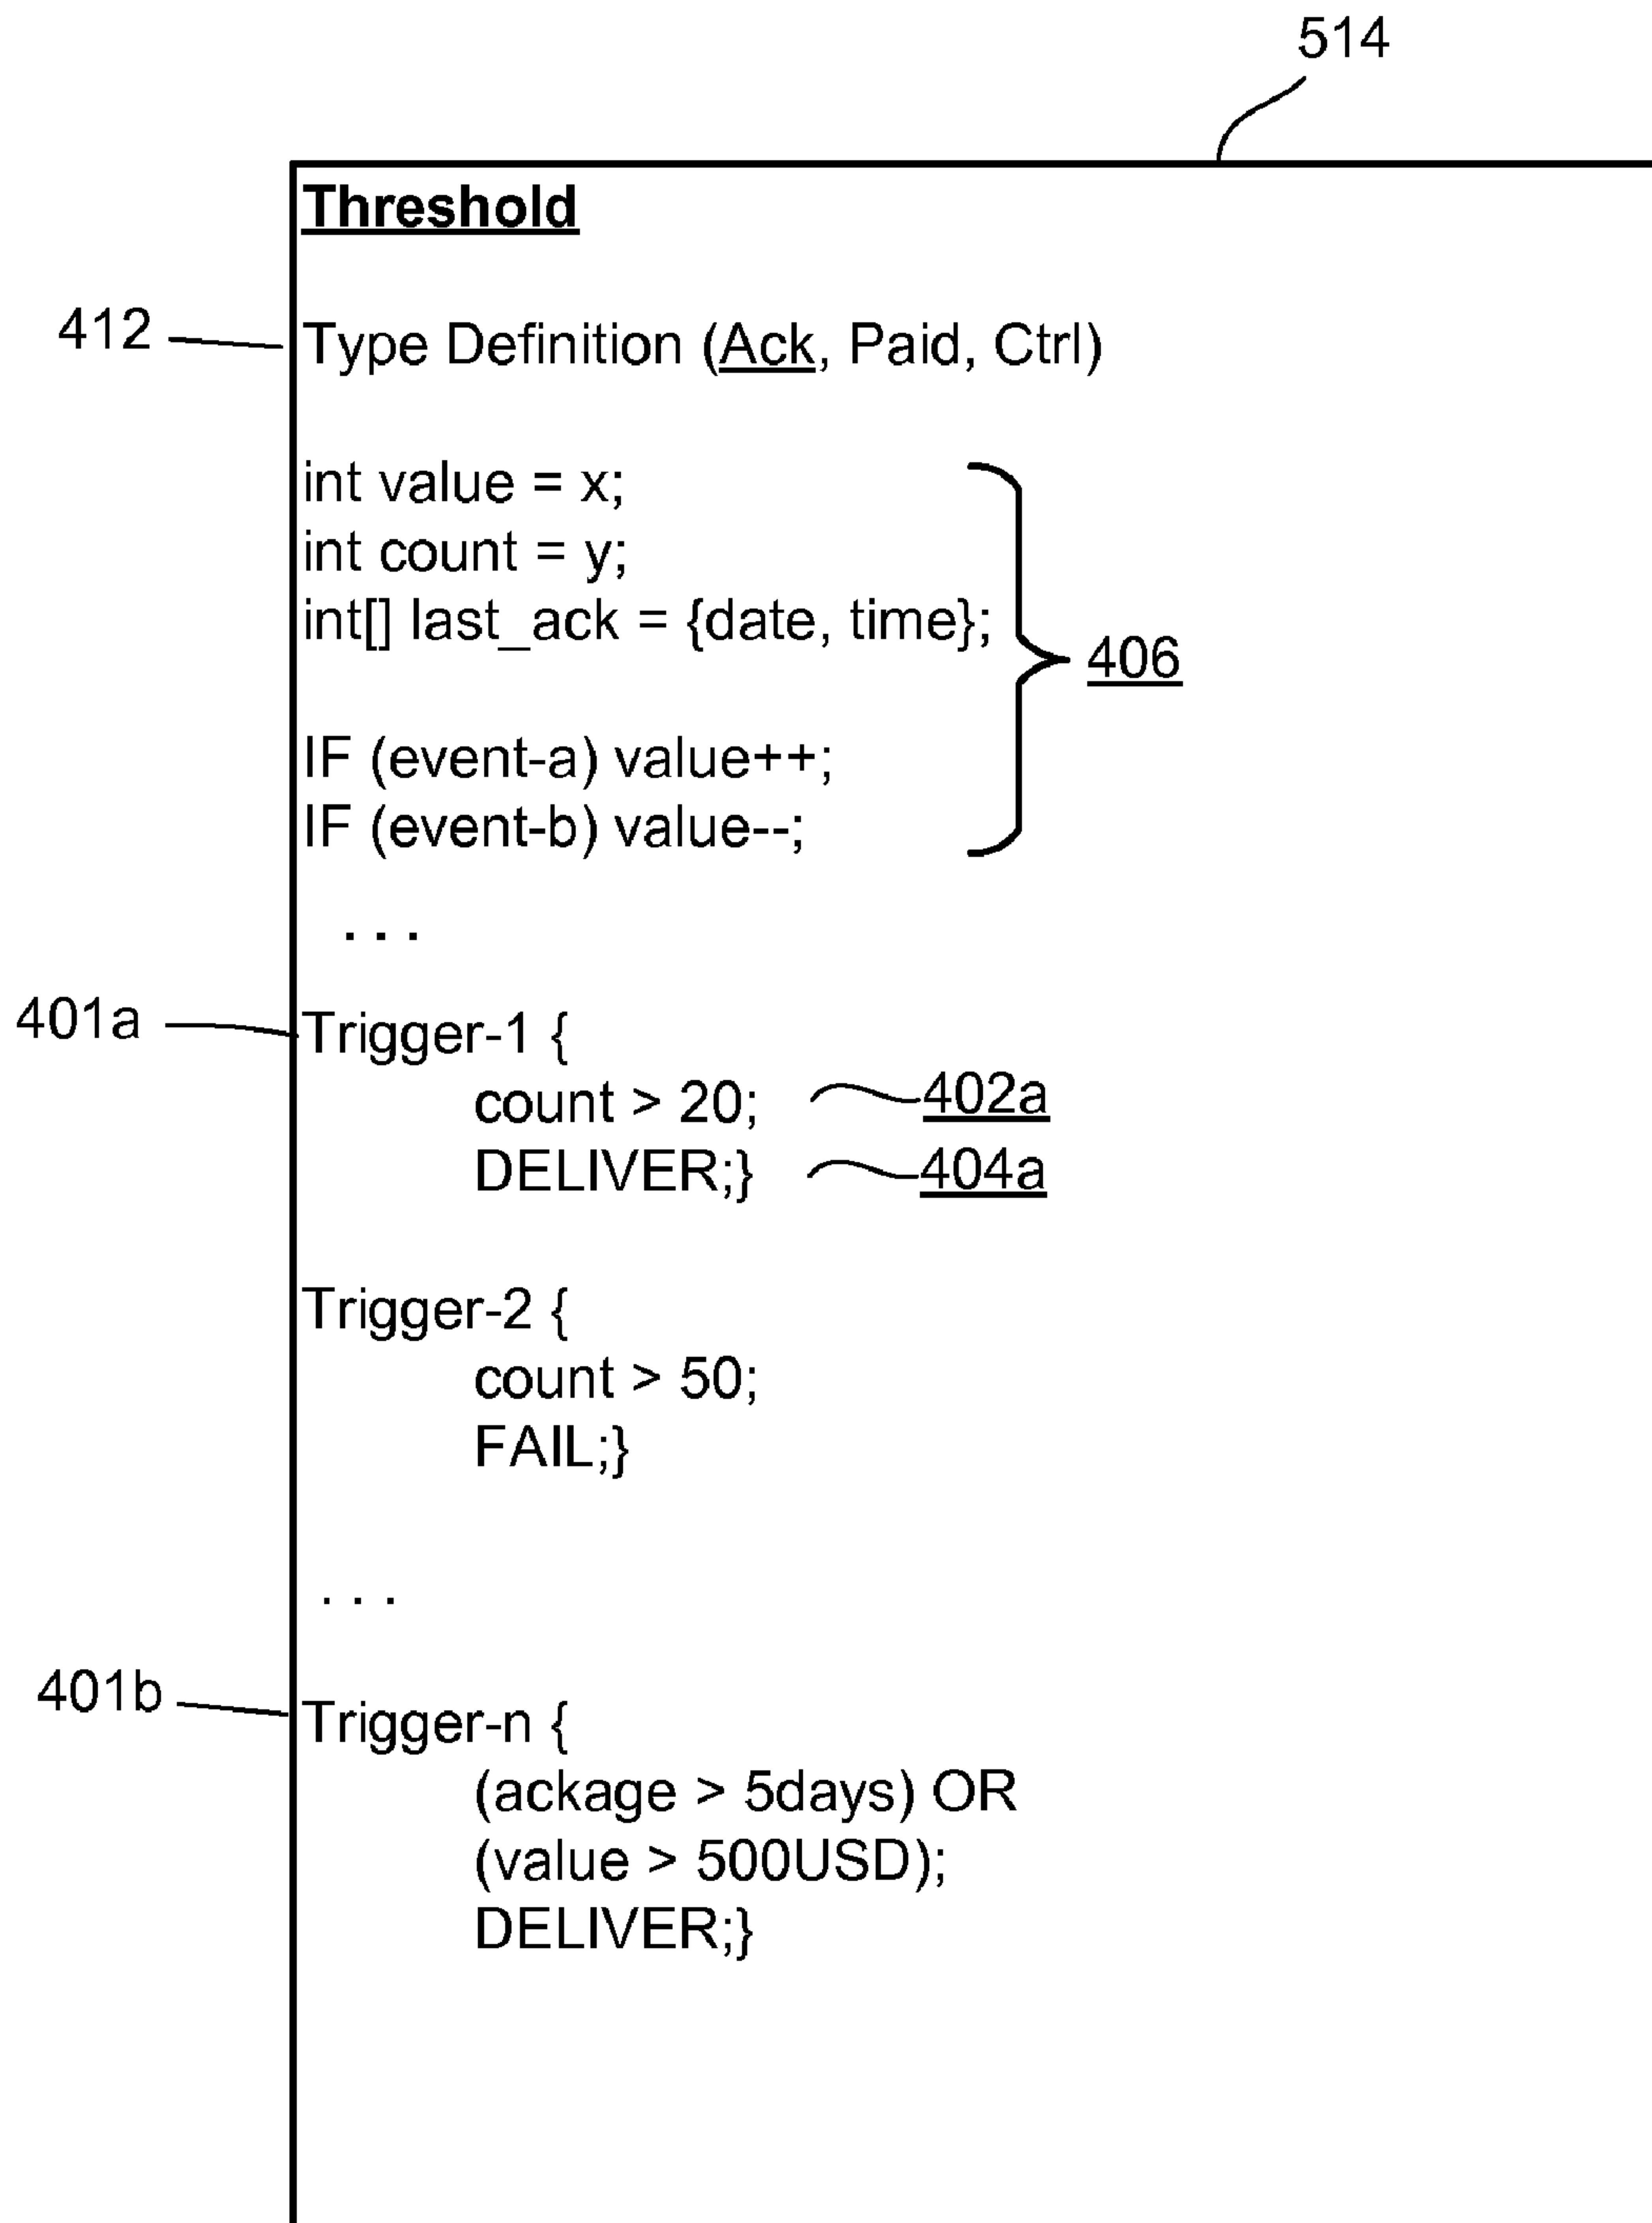 514
Threshold
412 Type Definition (Ack, Paid, Ctrl)
int value = x;
int count = y;
int[] last_ack = {date, time};
406
IF (event-a) value++;
IF (event-b) value--;
. . .
401a Trigger-1 {
count > 20; 402a
DELIVER;} 404a
Trigger-2 {
count > 50;
FAIL;}
. . .
401b Trigger-n {
(ackage > 5days) OR
(value > 500USD);
DELIVER;}